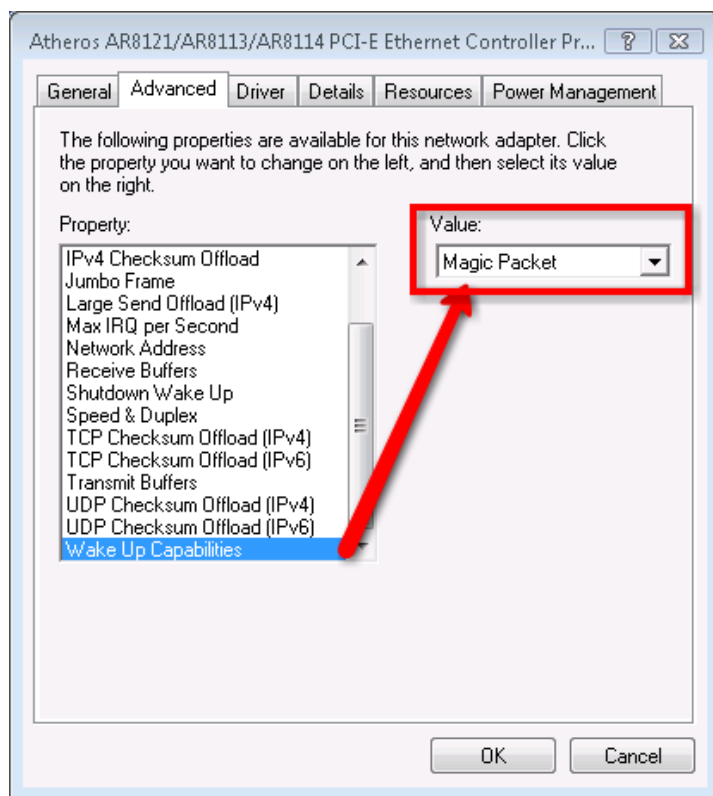 Atheros AR8121/AR8113/AR8114 PCI-E Ethernet Controller Pr...
General Advanced Driver Details Resources Power Management
The following properties are available for this network adapter. Click
the property you want to change on the left, and then select its value
on the right.
Property:
Value:
IPv4 Checksum Offload
Magic Packet
Jumbo Frame
Large Send Offload (IPv4)
Max IRQ per Second
Network Address
Receive Buffers
Shutdown Wake Up
Speed & Duplex
TCP Checksum Offload (IPv4)
TCP Checksum Offload (IPv6)
Transmit Buffers
UDP Checksum Offload (IPv4)
UDP Checksum Offload (IPv6)
Wake Up Capabilities
OK
Cancel